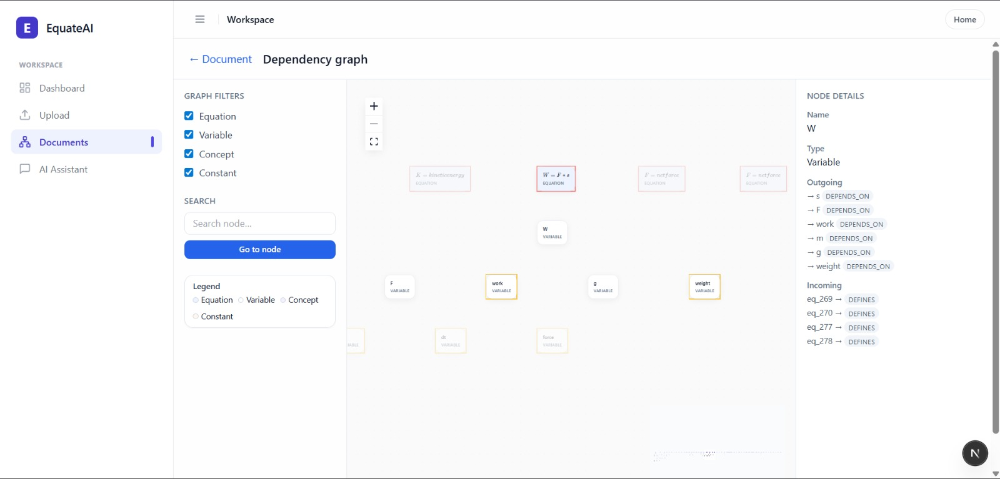 E EquateAI
Workspace
Home
WORKSPACE
Dashboard
Upload
Documents
AI Assistant
← Document Dependency graph
GRAPH FILTERS
Equation
Variable
Concept
Constant
SEARCH
Search node...
Go to node
Legend
Equation Variable Concept
Constant
K = kineticenergy
EQUATION
W = F * s
EQUATION
F = netforce
EQUATION
F = netforce
EQUATION
W
VARIABLE
F
VARIABLE
work
VARIABLE
g
VARIABLE
weight
VARIABLE
dt
VARIABLE
force
VARIABLE
NODE DETAILS
Name
W
Type
Variable
Outgoing
→ s DEPENDS_ON
→ F DEPENDS_ON
→ work DEPENDS_ON
→ m DEPENDS_ON
→ g DEPENDS_ON
→ weight DEPENDS_ON
Incoming
eq_269 → DEFINES
eq_270 → DEFINES
eq_277 → DEFINES
eq_278 → DEFINES
N